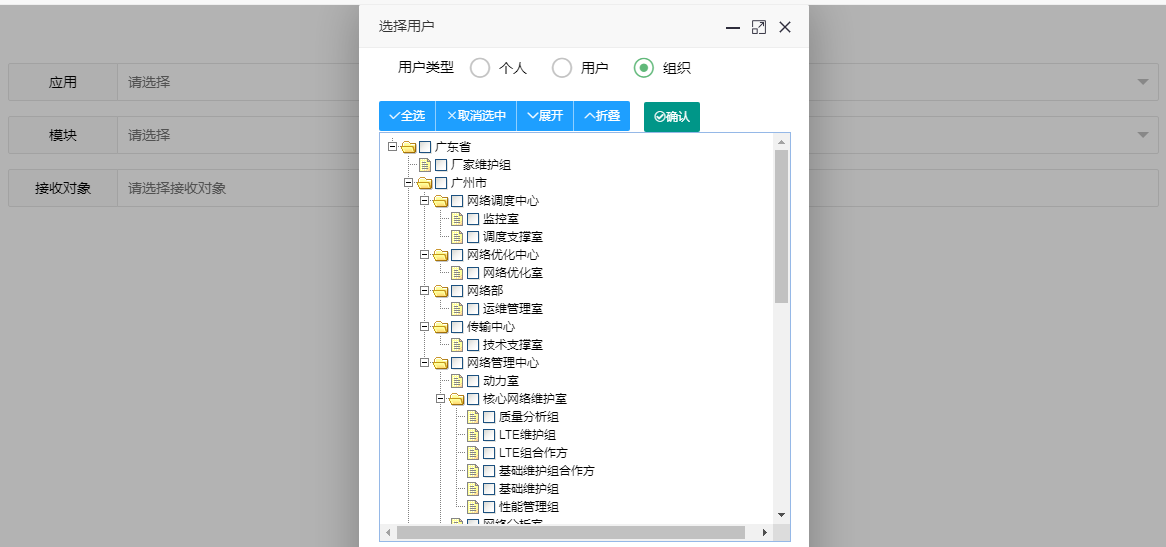 选择用户
用户类型 个人 用户 组织
应用 请选择
全选 取消选中 展开 折叠 确认
模块 请选择
接收对象 请选择接收对象
广东省
厂家维护组
广州市
网络调度中心
监控室
调度支撑室
网络优化中心
网络优化室
网络部
运维管理室
传输中心
技术支撑室
网络管理中心
动力室
核心网络维护室
质量分析组
LTE维护组
LTE组合作方
基础维护组合作方
基础维护组
性能管理组
网络分析室